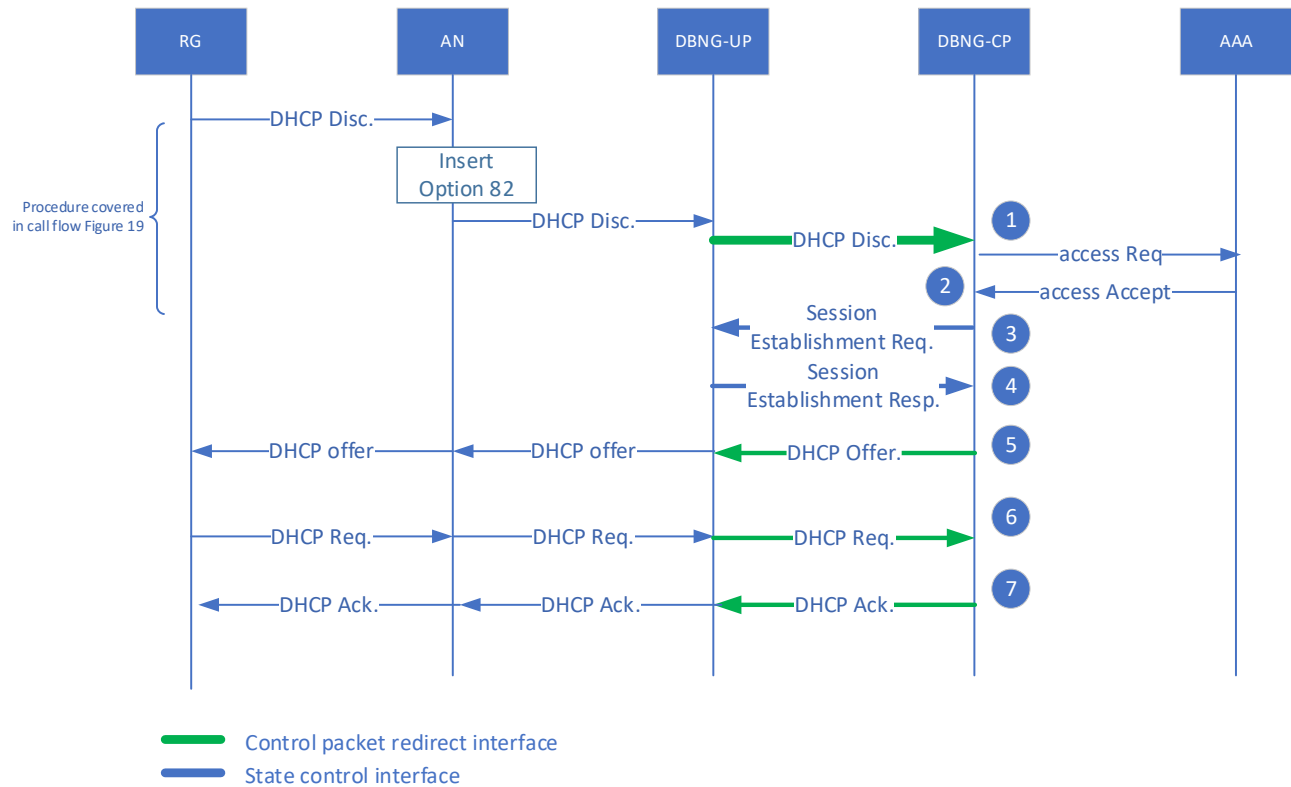 RG
AN
DBNG-UP
DBNG-CP
AAA
DHCP Disc.
Insert
Option 82
Procedure covered
in call flow Figure 19
DHCP Disc.
DHCP Disc.
1
access Req
2
access Accept
Session
Establishment Req.
3
Session
Establishment Resp.
4
DHCP offer
DHCP offer
DHCP Offer.
5
DHCP Req.
DHCP Req.
DHCP Req.
6
DHCP Ack.
DHCP Ack.
DHCP Ack.
7
Control packet redirect interface
State control interface